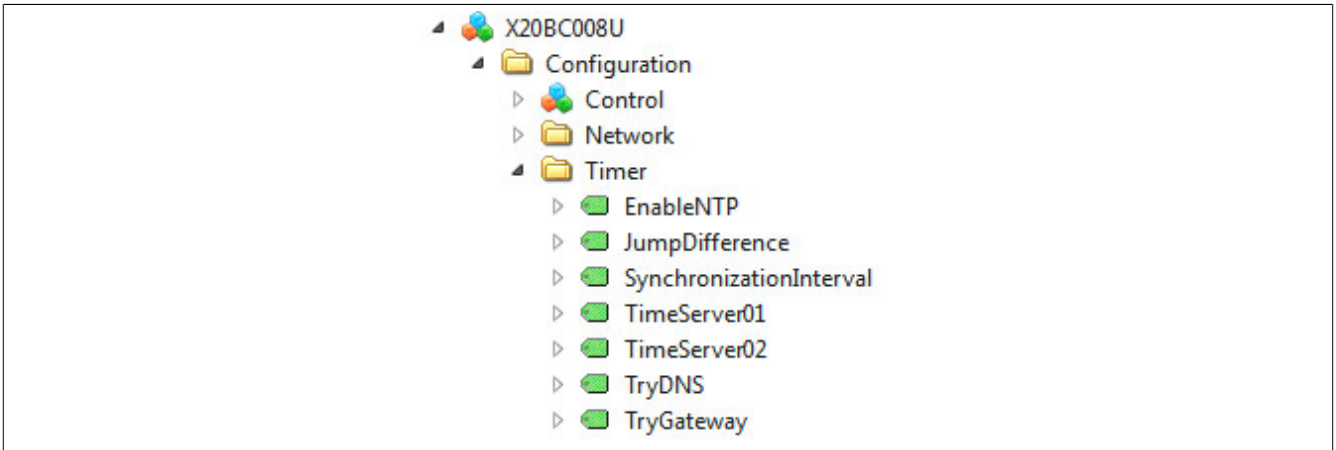 X20BC008U
Configuration
Control
Network
Timer
EnableNTP
JumpDifference
SynchronizationInterval
TimeServer01
TimeServer02
TryDNS
TryGateway